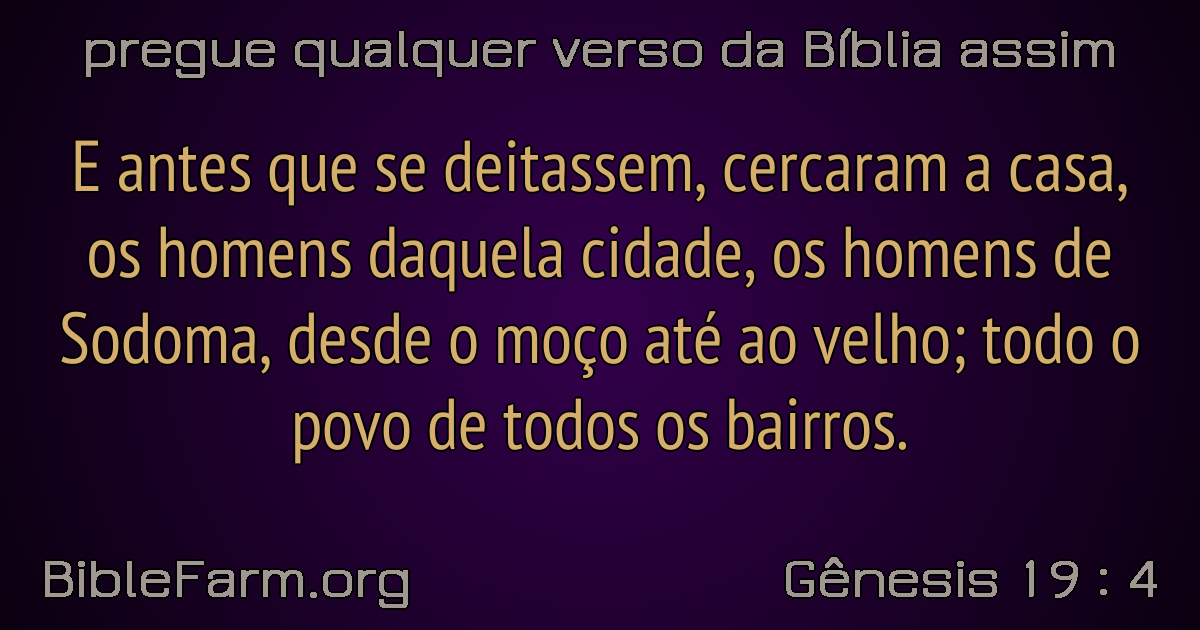 pregue qualquer verso da Bíblia assim
E antes que se deitassem, cercaram a casa,
os homens daquela cidade, os homens de
Sodoma, desde o moço até ao velho; todo o
povo de todos os bairros.
BibleFarm.org
Gênesis 19 : 4